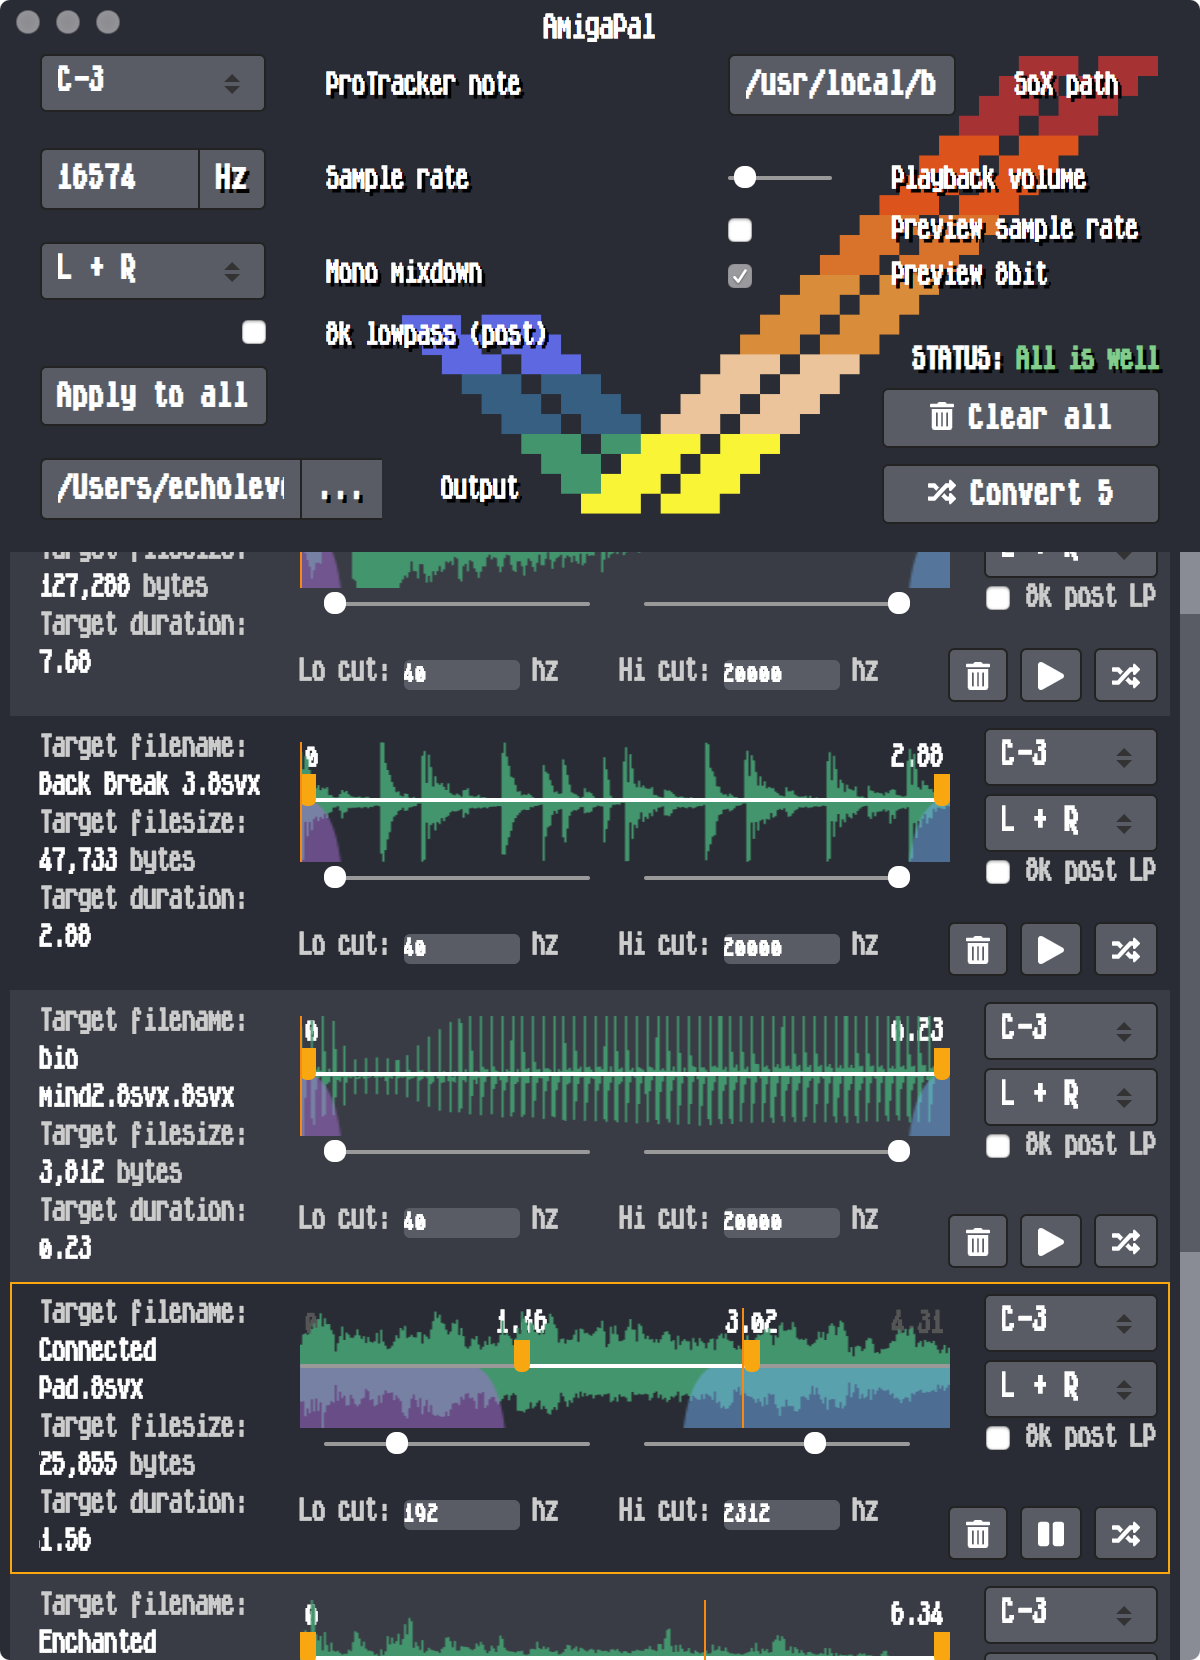 AmigaPal
C-3
ProTracker note
/usr/local/b
SoX path
16574
Hz
Sample rate
Playback volume
Preview sample rate
L + R
Mono mixdown
Preview 8bit
8k lowpass (post)
STATUS: All is well
Apply to all
Clear all
/Users/echoleve
...
Output
Convert 5
Target filesize:
127,288 bytes
Target duration:
7.68
Lo cut: 40 hz
Hi cut: 20000 hz
L + R
8k post LP
Target filename:
Back Break 3.8svx
Target filesize:
47,733 bytes
Target duration:
2.88
0
2.88
Lo cut: 40 hz
Hi cut: 20000 hz
C-3
L + R
8k post LP
Target filename:
bio
mind2.8svx.8svx
Target filesize:
3,812 bytes
Target duration:
0.23
0
0.23
Lo cut: 40 hz
Hi cut: 20000 hz
C-3
L + R
8k post LP
Target filename:
Connected
Pad.8svx
Target filesize:
25,855 bytes
Target duration:
1.56
0
1.46
3.02
4.31
Lo cut: 192 hz
Hi cut: 2312 hz
C-3
L + R
8k post LP
Target filename:
Enchanted
0
6.34
C-3